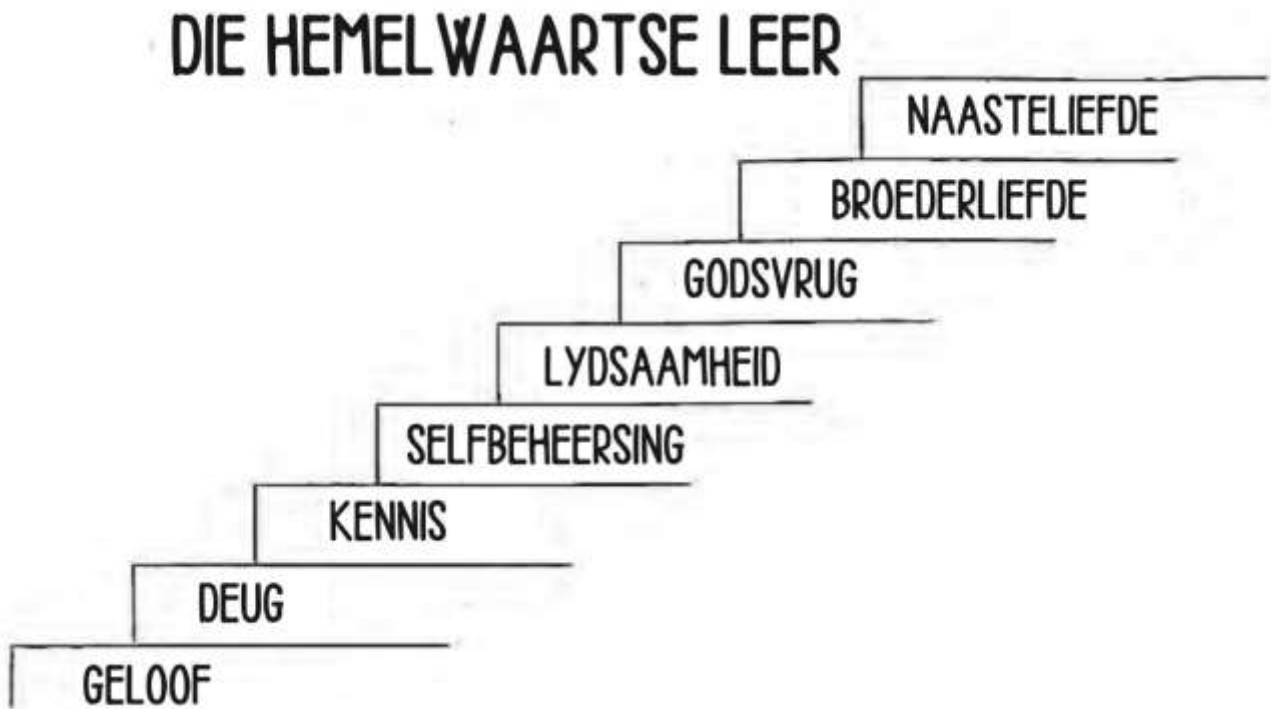 DIE HEMELWAARTSE LEER
NAASTELIEFDE
BROEDERLIEFDE
GODSVRUG
LYDSAAMHEID
SELFBEHEERSING
KENNIS
DEUG
GELOOF